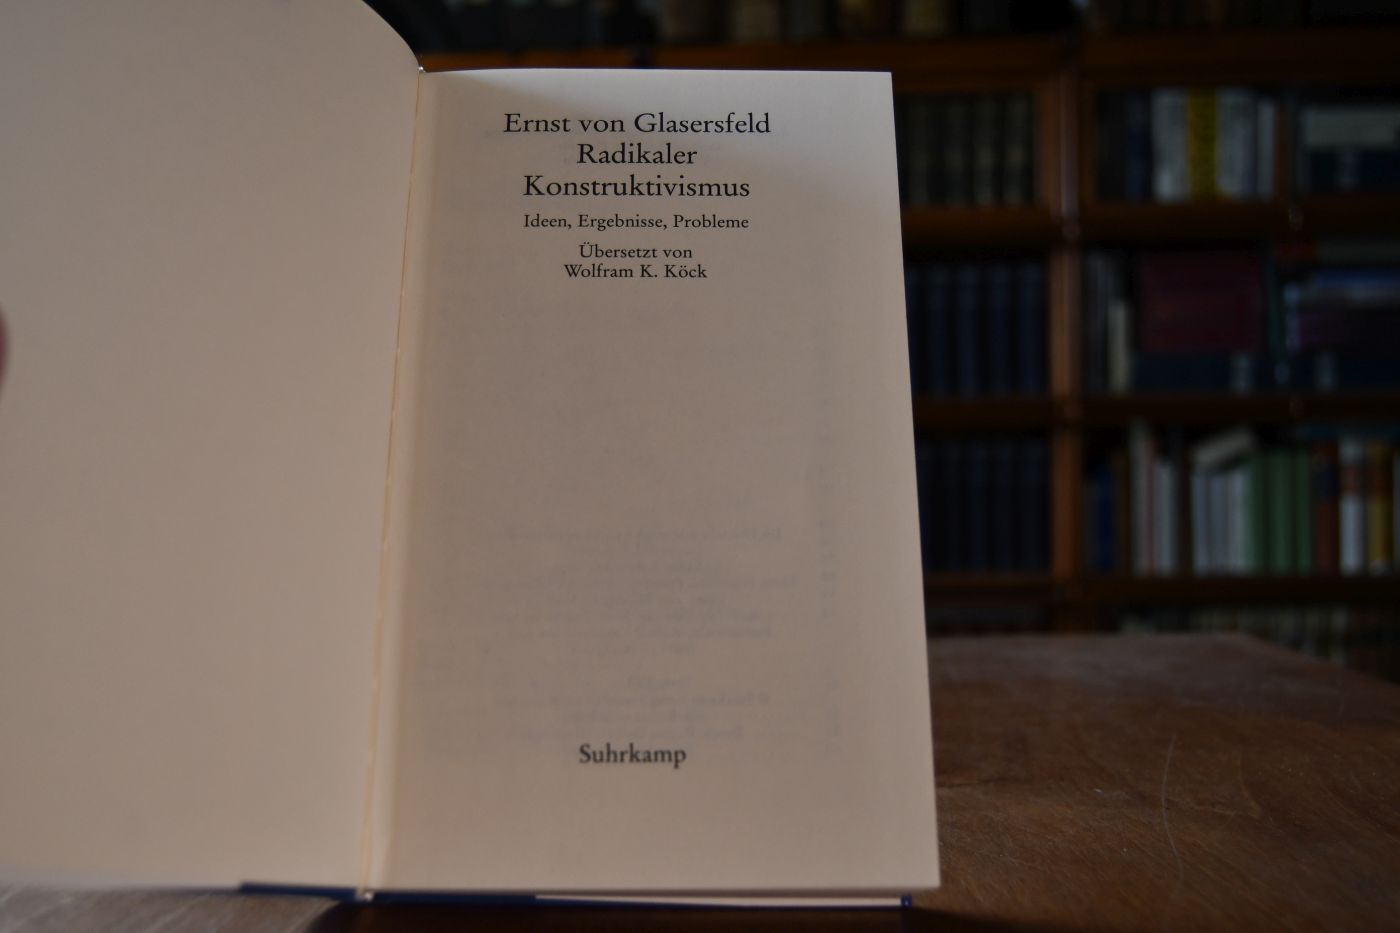 Ernst von Glasersfeld
Radikaler
Konstruktivismus
Ideen, Ergebnisse, Probleme
Übersetzt von
Wolfram K. Köck
Suhrkamp